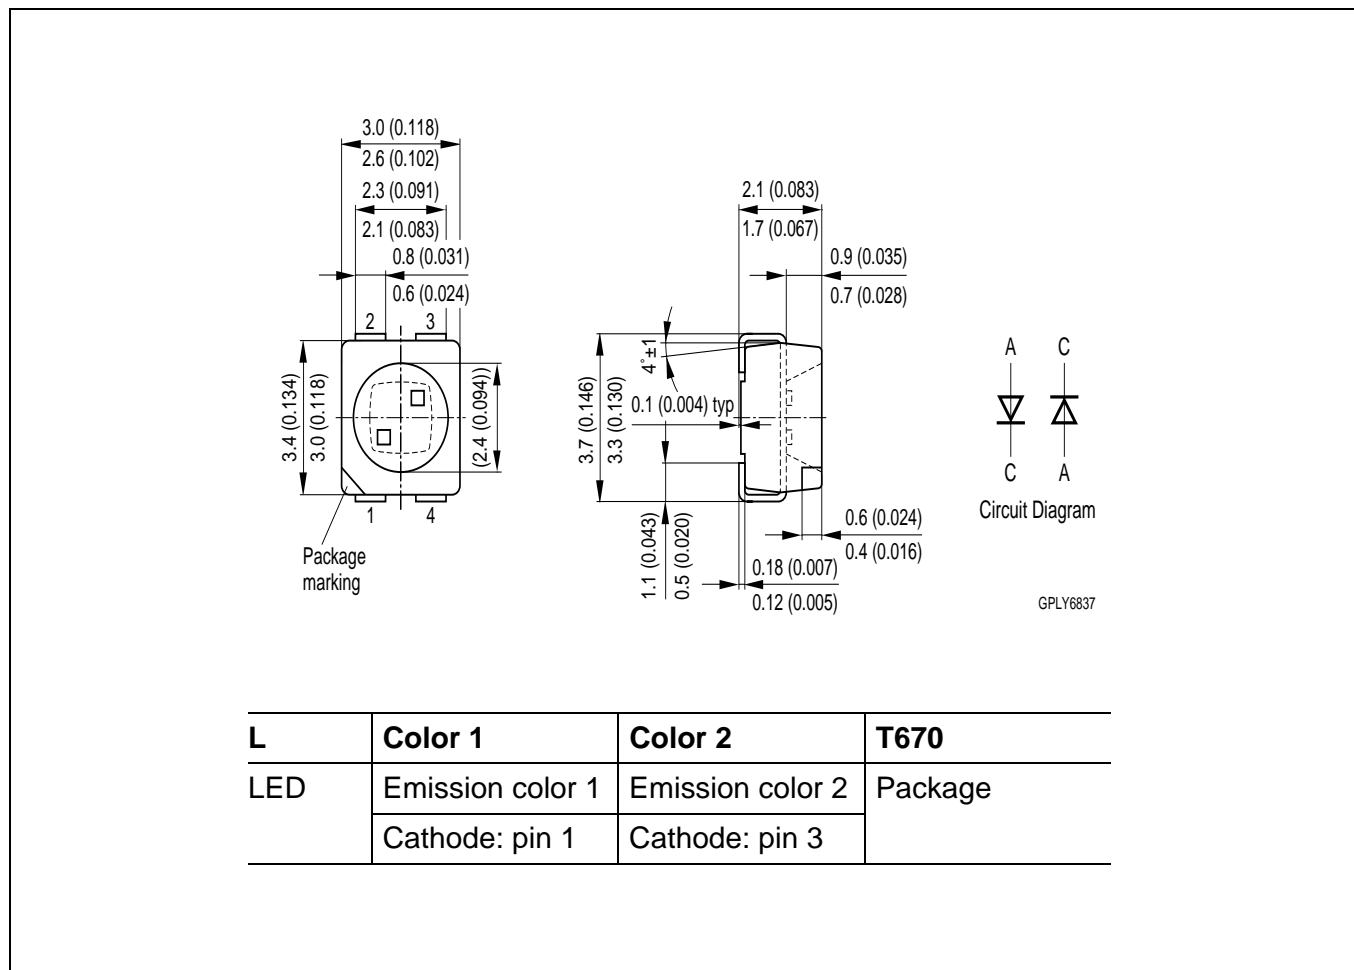 3.0 (0.118)
2.6 (0.102)
2.3 (0.091)
2.1 (0.083)
0.8 (0.031)
0.6 (0.024)
2
3
3.4 (0.134)
3.0 (0.118)
(2.4 (0.094))
1
4
Package
marking
2.1 (0.083)
1.7 (0.067)
0.9 (0.035)
0.7 (0.028)
4°±1
3.7 (0.146)
3.3 (0.130)
0.1 (0.004) typ
1.1 (0.043)
0.5 (0.020)
0.6 (0.024)
0.4 (0.016)
0.18 (0.007)
0.12 (0.005)
A C
C A
Circuit Diagram
GPLY6837
L Color 1 Color 2 T670
LED Emission color 1 Emission color 2 Package
Cathode: pin 1 Cathode: pin 3